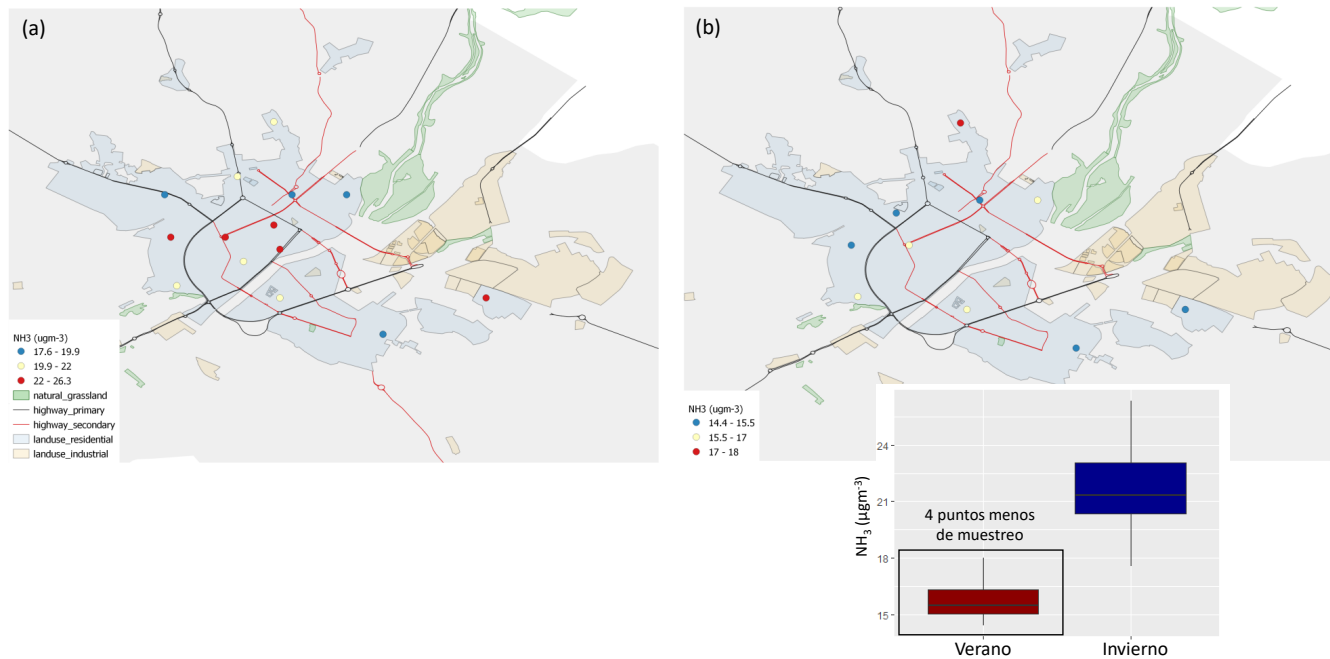 (a)
NH3 (ugm-3)
17.6 - 19.9
19.9 - 22
22 - 26.3
natural_grassland
highway_primary
highway_secondary
landuse_residential
landuse_industrial
(b)
NH3 (ugm-3)
14.4 - 15.5
15.5 - 17
17 - 18
NH₃ (µgm⁻³)
24
21
18
15
4 puntos menos
de muestreo
Verano
Invierno